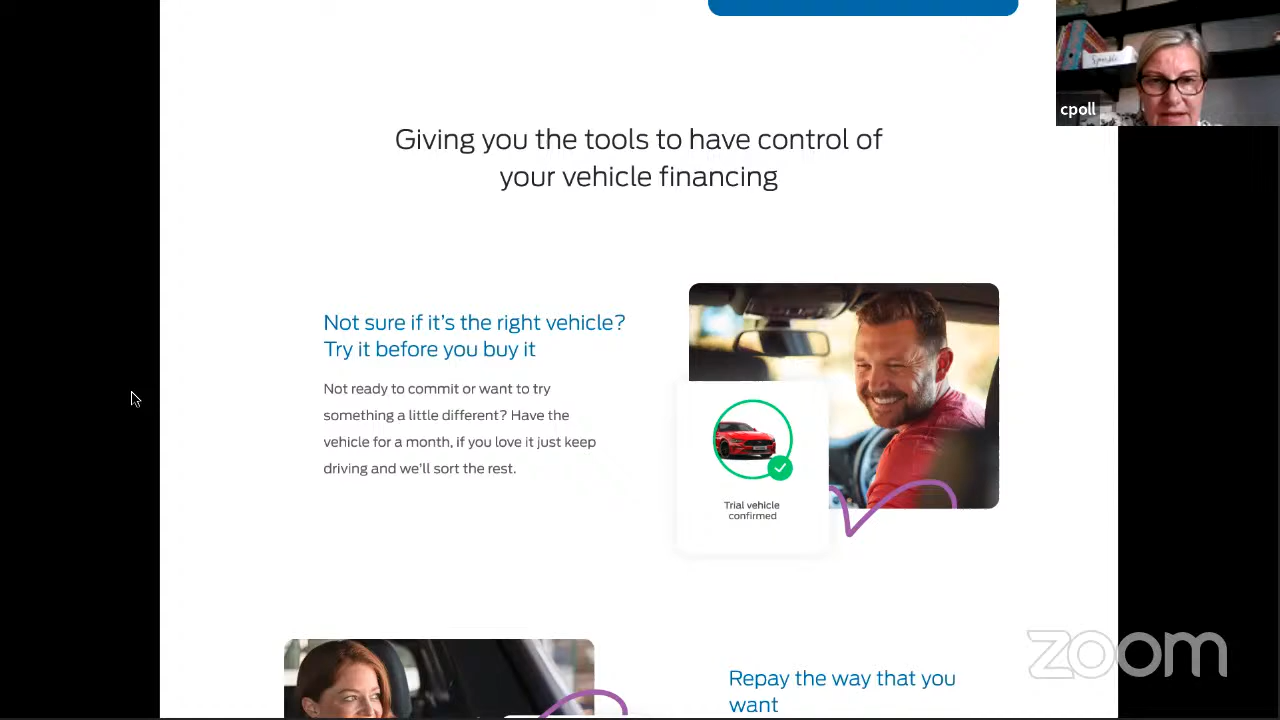 cpoll
Giving you the tools to have control of
your vehicle financing
Not sure if it's the right vehicle?
Try it before you buy it
Not ready to commit or want to try
something a little different? Have the
vehicle for a month, if you love it just keep
driving and we'll sort the rest.
Trial vehicle
confirmed
Repay the way that you
want
zoom